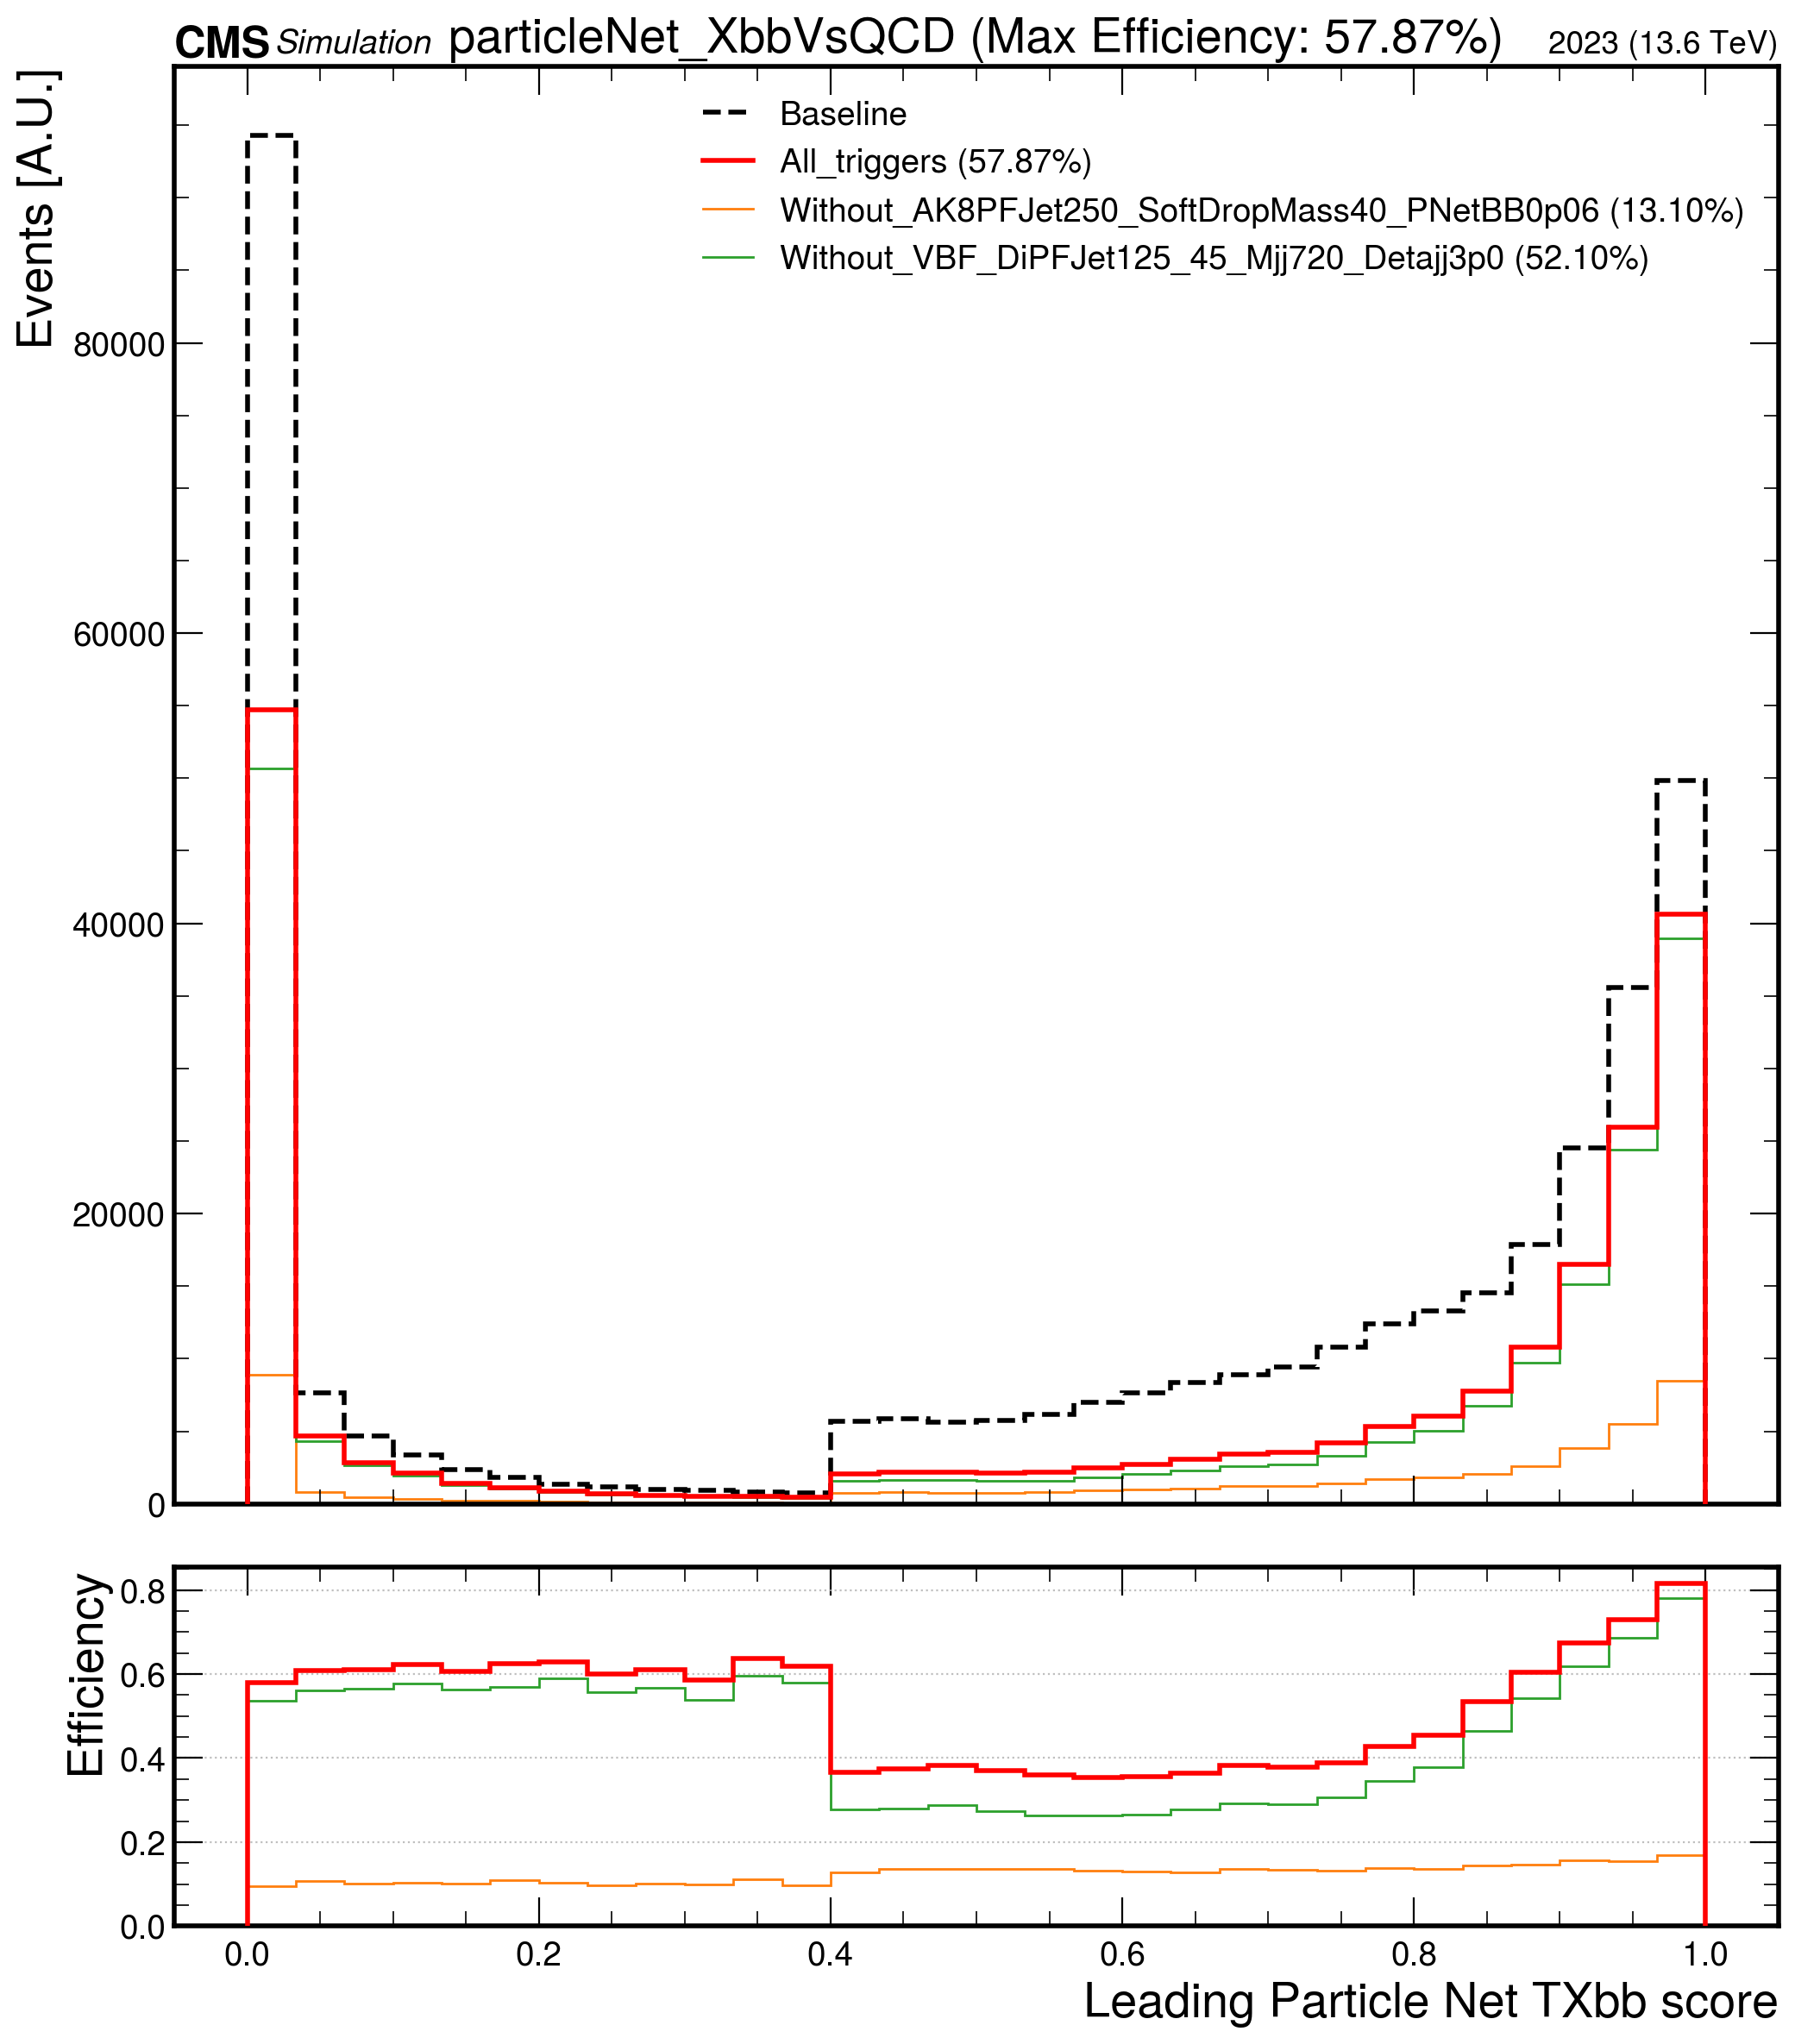 CMS Simulation particleNet_XbbVsQCD (Max Efficiency: 57.87%) 2023 (13.6 TeV)
Events [A.U.]
Baseline
All_triggers (57.87%)
Without_AK8PFJet250_SoftDropMass40_PNetBB0p06 (13.10%)
Without_VBF_DiPFJet125_45_Mjj720_Detajj3p0 (52.10%)
80000
60000
40000
20000
0
Efficiency
0.8
0.6
0.4
0.2
0.0
0.0 0.2 0.4 0.6 0.8 1.0
Leading Particle Net TXbb score